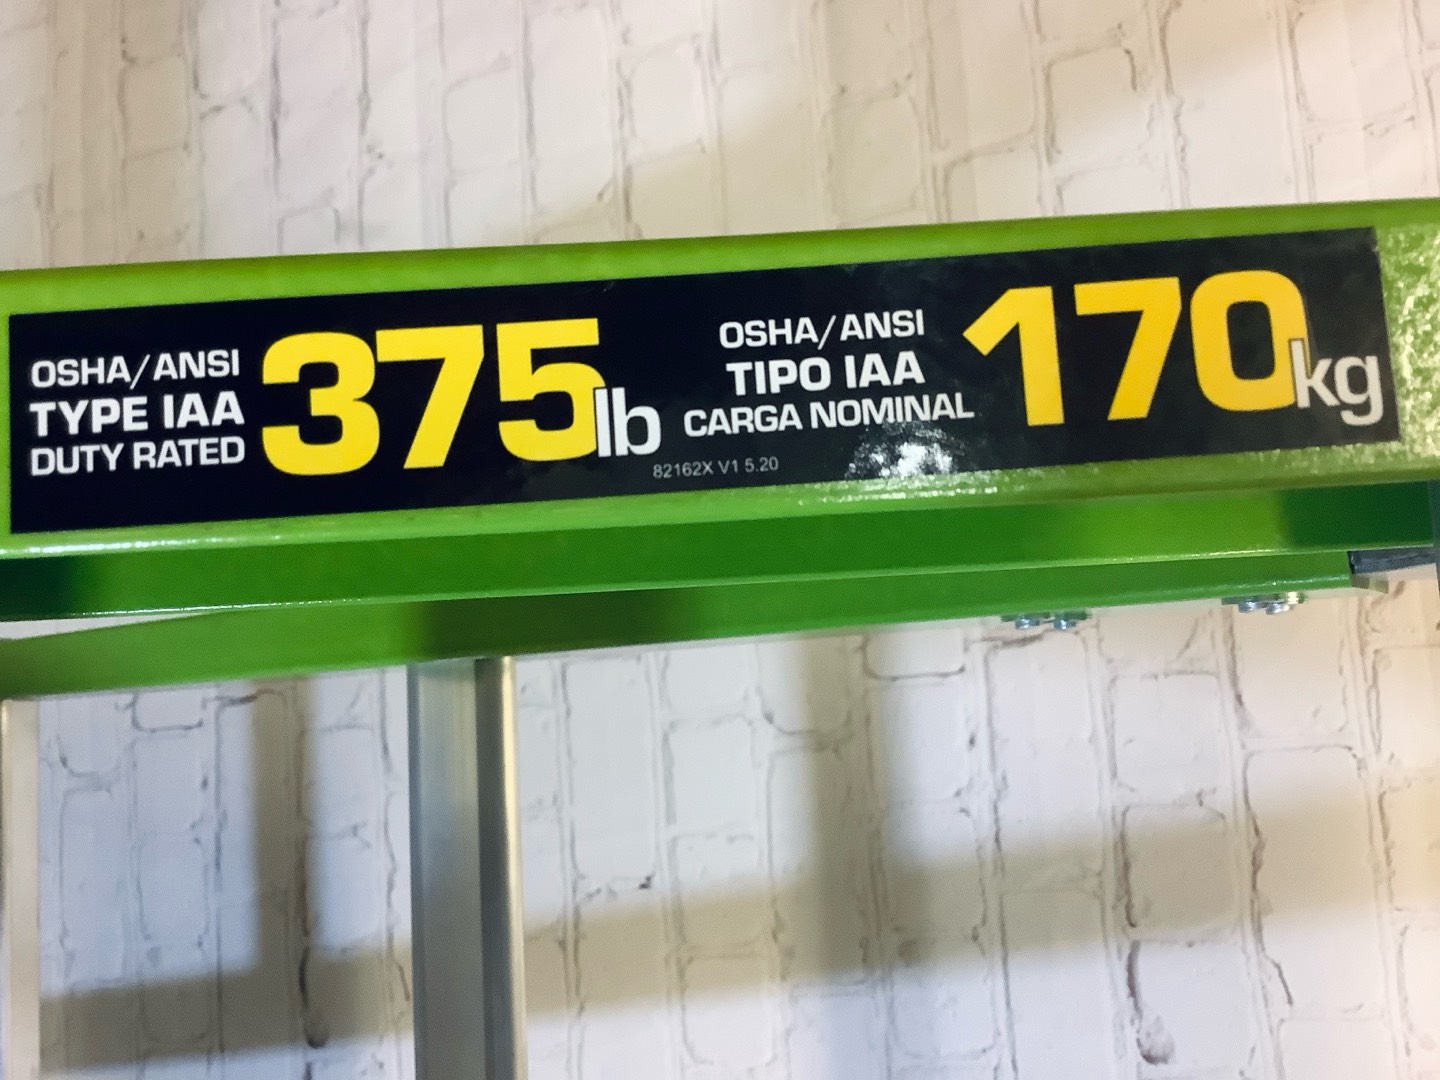 OSHA/ANSI
TYPE IAA
DUTY RATED
375lb
OSHA/ANSI
TIPO IAA
CARGA NOMINAL
170kg
82162X V1 5.20